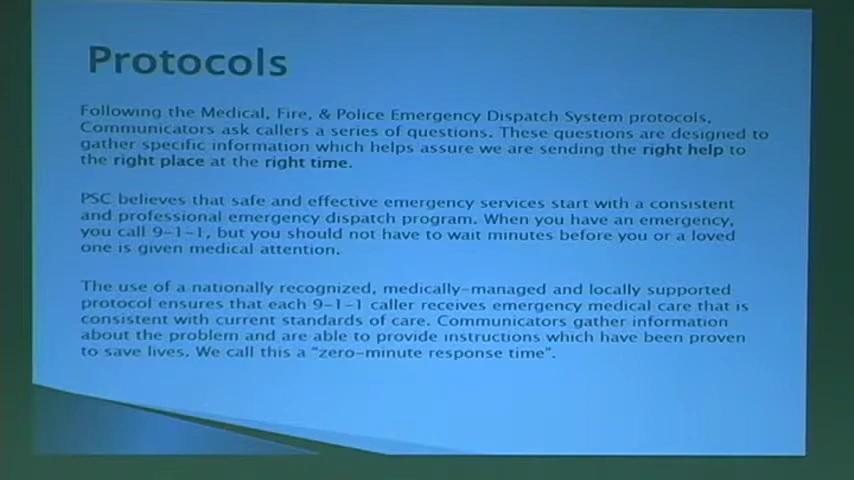 Protocols
Following the Medical, Fire, & Police Emergency Dispatch System protocols,
Communicators ask callers a series of questions. These questions are designed to
gather specific information which helps assure we are sending the right help to
the right place at the right time.
PSC believes that safe and effective emergency services start with a consistent
and professional emergency dispatch program. When you have an emergency,
you call 9-1-1, but you should not have to wait minutes before you or a loved
one is given medical attention.
The use of a nationally recognized, medically-managed and locally supported
protocol ensures that each 9-1-1 caller receives emergency medical care that is
consistent with current standards of care. Communicators gather information
about the problem and are able to provide instructions which have been proven
to save lives. We call this a "zero-minute response time".